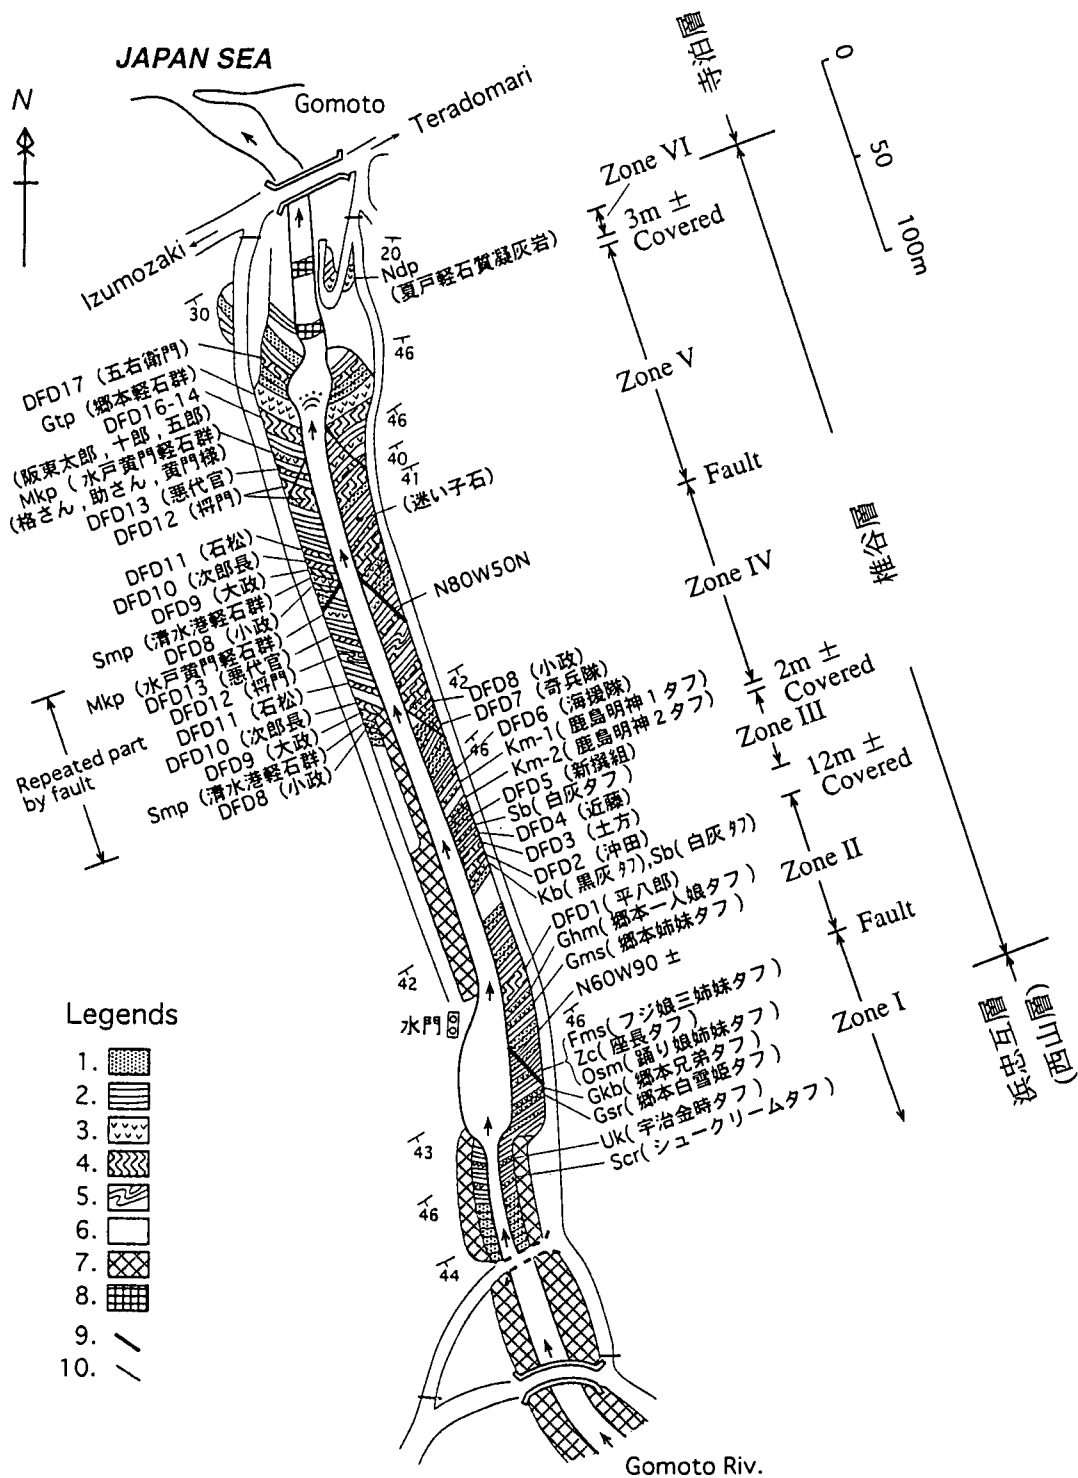 JAPAN SEA
N
Gomoto
Teradomari
Izumozaki
寺泊層
0
50
100m
Zone VI
3m ±
Covered
20
Ndp
(夏戸軽石質凝灰岩)
30
46
Zone V
DFD17 (五右衛門)
Gtp (郷本軽石群)
DFD16-14
(阪東太郎,十郎,五郎)
Mkp (水戸黄門軽石群)
(格さん,助さん,黄門様)
DFD13 (悪代官)
DFD12 (将門)
46
40
41
(迷い子石)
Fault
椎谷層
DFD11 (石松)
DFD10 (次郎長)
DFD9 (大政)
Smp (清水港軽石群)
DFD8 (小政)
N80W50N
Zone IV
Mkp (水戸黄門軽石群)
DFD13 (悪代官)
DFD12 (将門)
DFD11 (石松)
DFD10 (次郎長)
DFD9 (大政)
Smp (清水港軽石群)
DFD8 (小政)
Repeated part
by fault
42
2m ±
Covered
Zone III
12m ±
Covered
DFD8 (小政)
DFD7 (奇兵隊)
DFD6 (海援隊)
46
Km-1(鹿島明神1タフ)
Km-2(鹿島明神2タフ)
DFD5 (新撰組)
Sb(白灰タフ)
DFD4 (近藤)
DFD3 (土方)
DFD2 (沖田)
Kb(黒灰タフ),Sb(白灰タフ)
Zone II
DFD1(平八郎)
Ghm(郷本一人娘タフ)
Gms(郷本姉妹タフ)
Fault
N60W90 ±
42
水門
46
Fms(フジ娘三姉妹タフ)
Zc(座長タフ)
Osm(踊り娘姉妹タフ)
Gkb(郷本兄弟タフ)
Gsr(郷本白雪姫タフ)
Uk(宇治金時タフ)
Scr(シュークリームタフ)
Zone I
浜忠互層
(西山層)
43
46
44
Legends
1.
2.
3.
4.
5.
6.
7.
8.
9.
10.
Gomoto Riv.